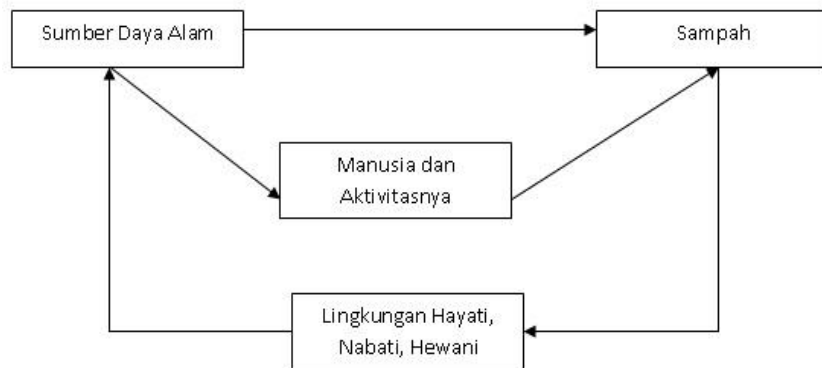 Sumber Daya Alam
Sampah
Manusia dan
Aktivitasnya
Lingkungan Hayati,
Nabati, Hewani